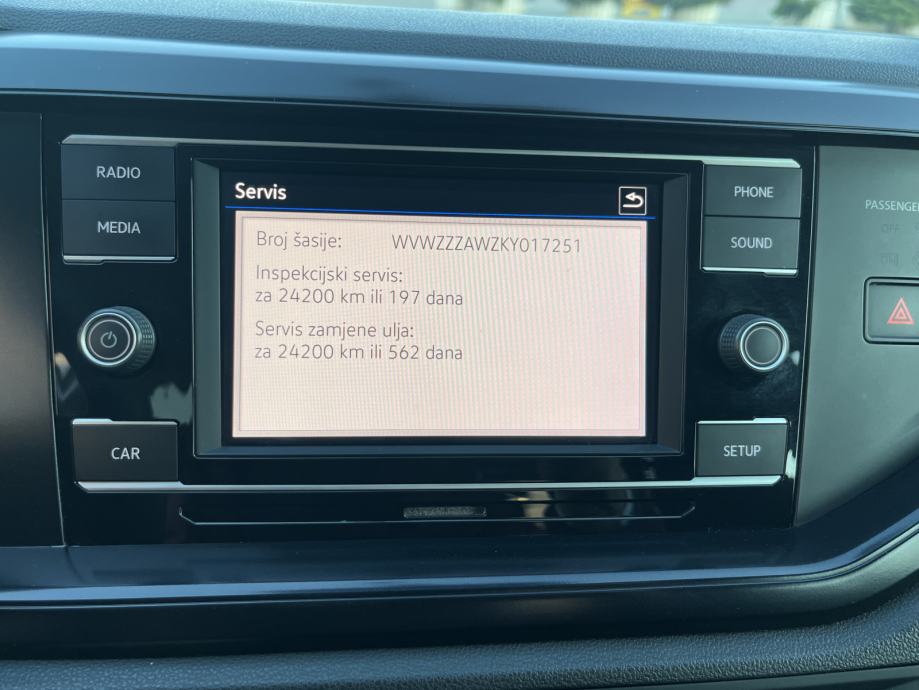 RADIO
MEDIA
CAR
Servis
Broj šasije: WVWZZZAWZKY017251
Inspekcijski servis:
za 24200 km ili 197 dana
Servis zamjene ulja:
za 24200 km ili 562 dana
PHONE
SOUND
SETUP